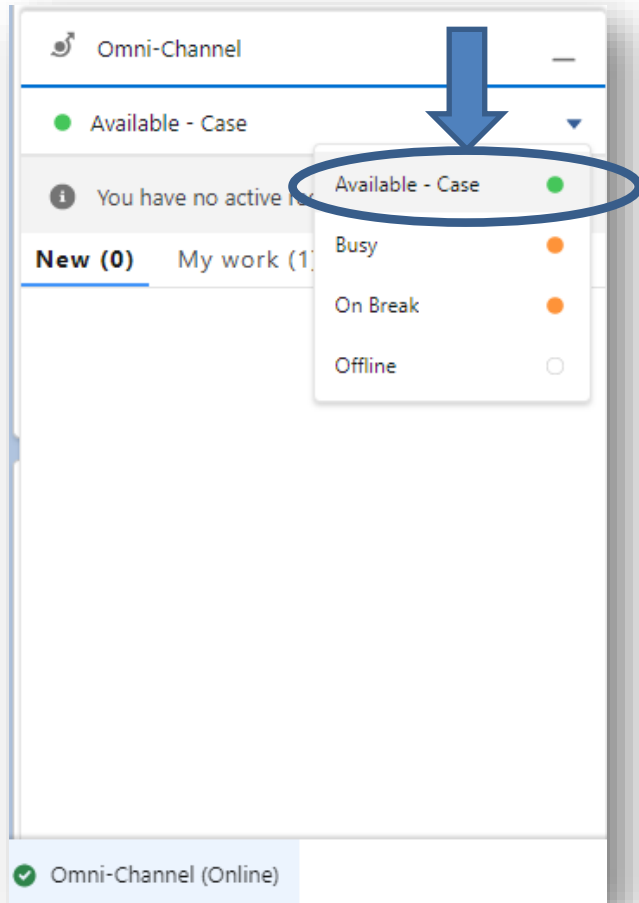 Omni-Channel
Available - Case
You have no active
Available - Case
New (0) My work (1)
Busy
On Break
Offline
Omni-Channel (Online)